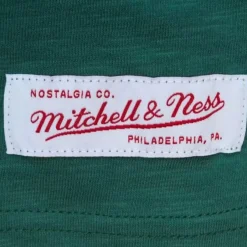 NOSTALGIA CO.
Mitchell & Ness
PHILADELPHIA, PA.